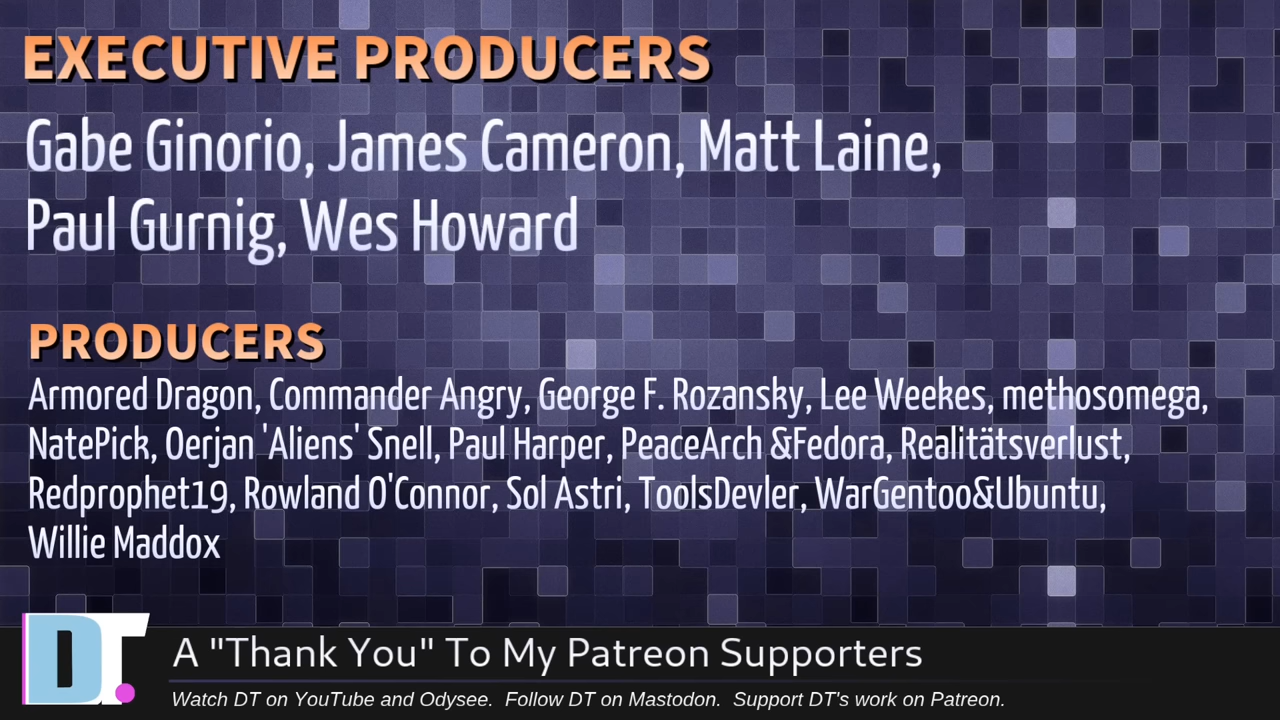 EXECUTIVE PRODUCERS
Gabe Ginorio, James Cameron, Matt Laine,
Paul Gurnig, Wes Howard
PRODUCERS
Armored Dragon, Commander Angry, George F. Rozansky, Lee Weekes, methosomega,
NatePick, Oerjan 'Aliens' Snell, Paul Harper, PeaceArch &Fedora, Realitätsverlust,
Redprophet19, Rowland O'Connor, Sol Astri, ToolsDevler, WarGentoo&Ubuntu,
Willie Maddox
DT.
A "Thank You" To My Patreon Supporters
Watch DT on YouTube and Odysee.  Follow DT on Mastodon.  Support DT's work on Patreon.